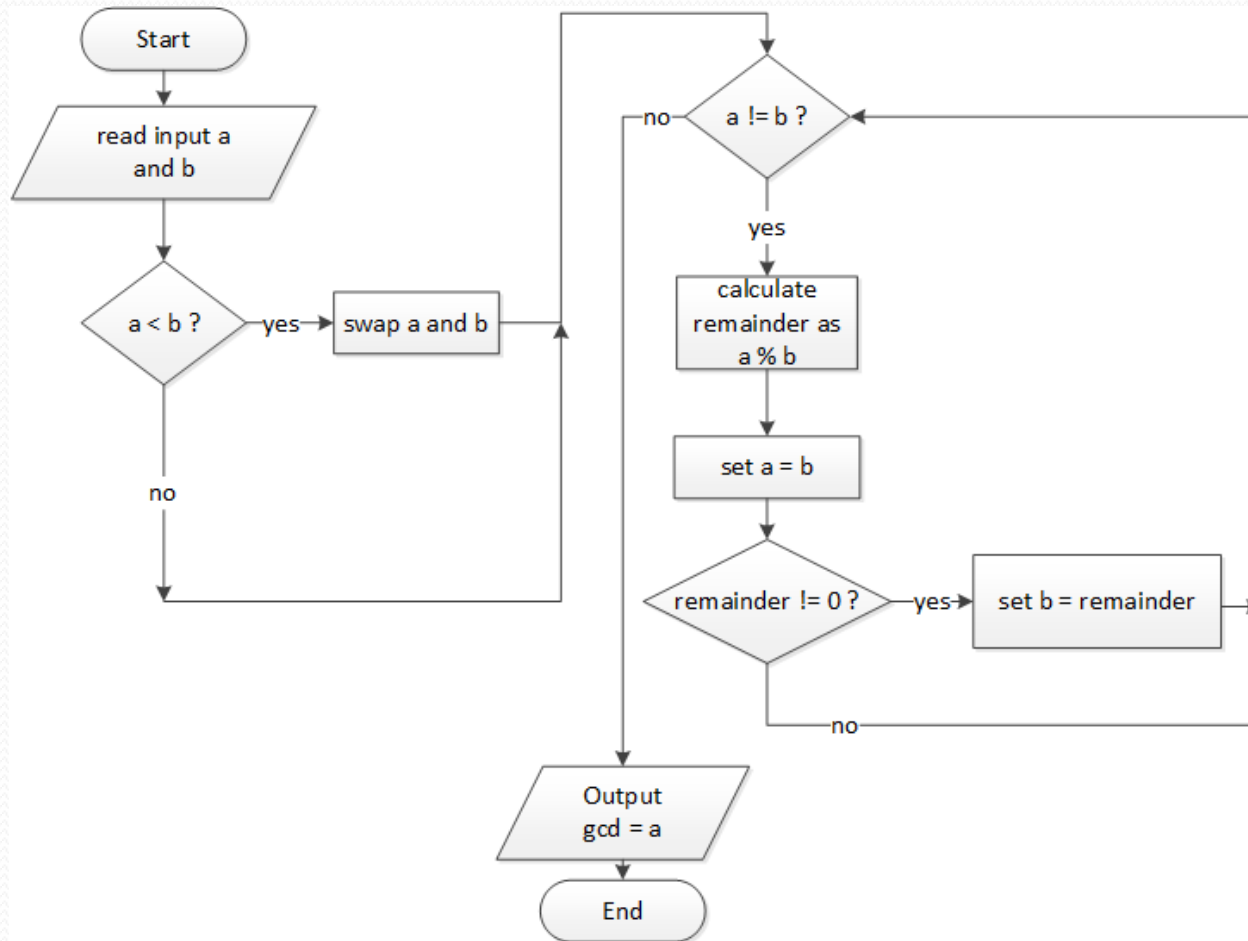 Start
read input a
and b
a < b ?
yes
swap a and b
no
a != b ?
no
yes
calculate
remainder as
a % b
set a = b
remainder != 0 ?
yes
set b = remainder
no
Output
gcd = a
End